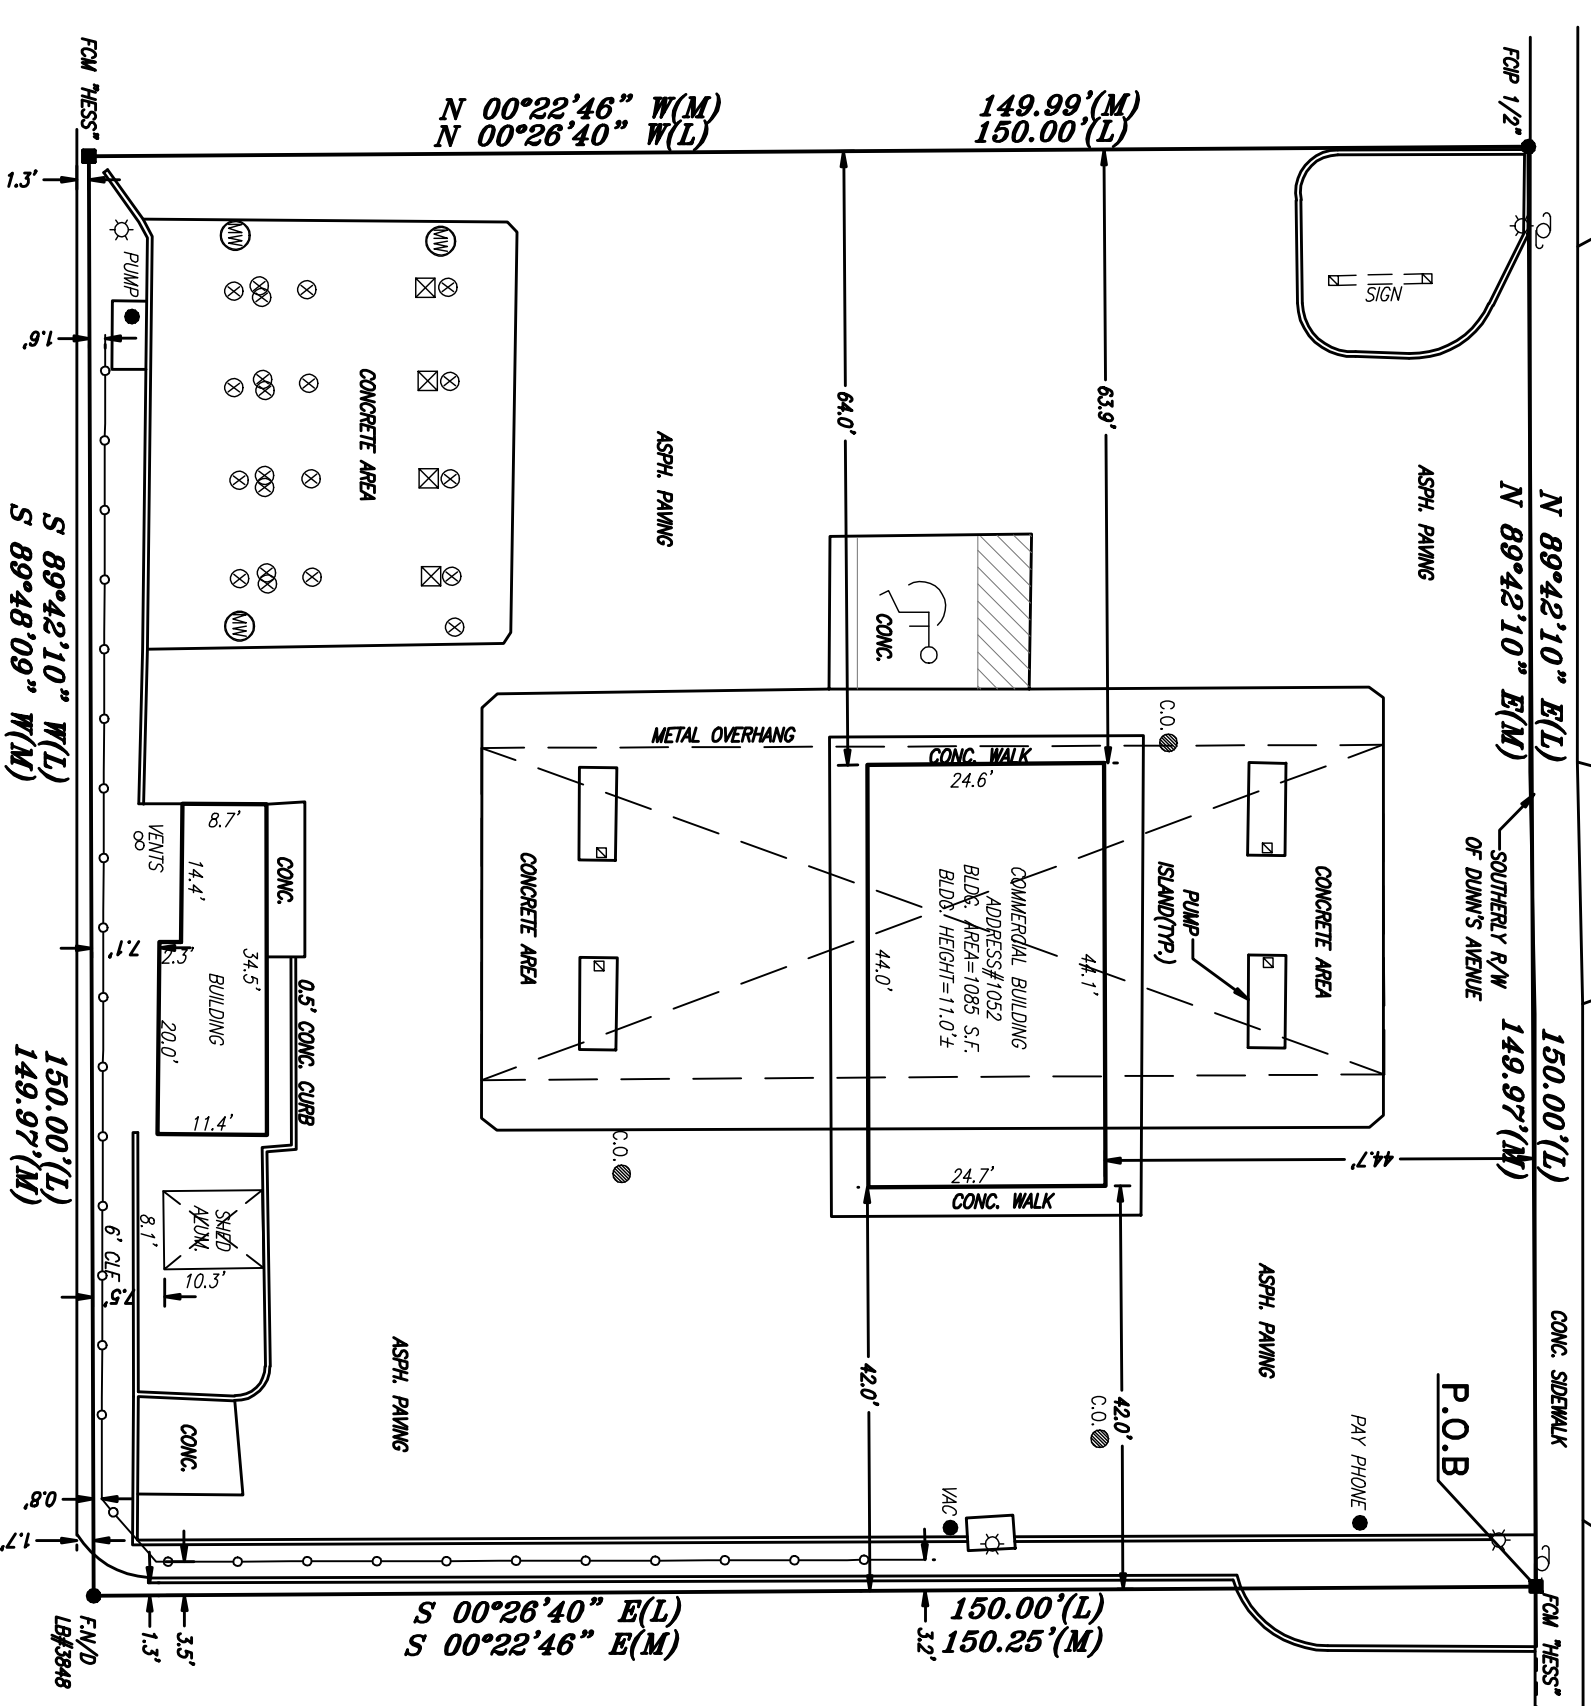 FCM "HESS"
N 00°22'46" W(M)
N 00°26'40" W(L)
149.99'(M)
150.00'(L)
FCIP 1/2"
1.3'
PUMP
1.6'
MW
MW
MW
CONCRETE AREA
ASPH. PAVING
64.0'
63.9'
SIGN
ASPH. PAVING
N 89°42'10" E(L)
N 89°42'10" E(M)
150.00'(L)
149.97'(M)
S 89°42'10" W(L)
S 89°48'09" W(M)
150.00'(L)
149.97'(M)
CONC.
METAL OVERHANG
CONC. WALK
24.6'
C.O.
SOUTHERLY R/W
OF DUNN'S AVENUE
VENTS
8.7'
14.4'
CONC.
7.1'
2.3'
34.5'
BUILDING
20.0'
11.4'
0.5' CONC. CURB
CONCRETE AREA
44.0'
COMMERCIAL BUILDING
ADDRESS#1052
BLDG. AREA=1085 S.F.
BLDG. HEIGHT=11.0'±
44.1'
PUMP
ISLAND(TYP.)
CONCRETE AREA
C.O.
24.7'
CONC. WALK
44.7'
6' CLF
8.1'
SHED
ALUM.
10.3'
7.5'
ASPH. PAVING
42.0'
42.0'
C.O.
ASPH. PAVING
CONC. SIDEWALK
P.O.B
PAY PHONE
CONC.
0.8'
1.7'
VAC
F.N/D
LB#3848
1.3'
3.5'
S 00°26'40" E(L)
S 00°22'46" E(M)
3.2'
150.00'(L)
150.25'(M)
FCM "HESS"